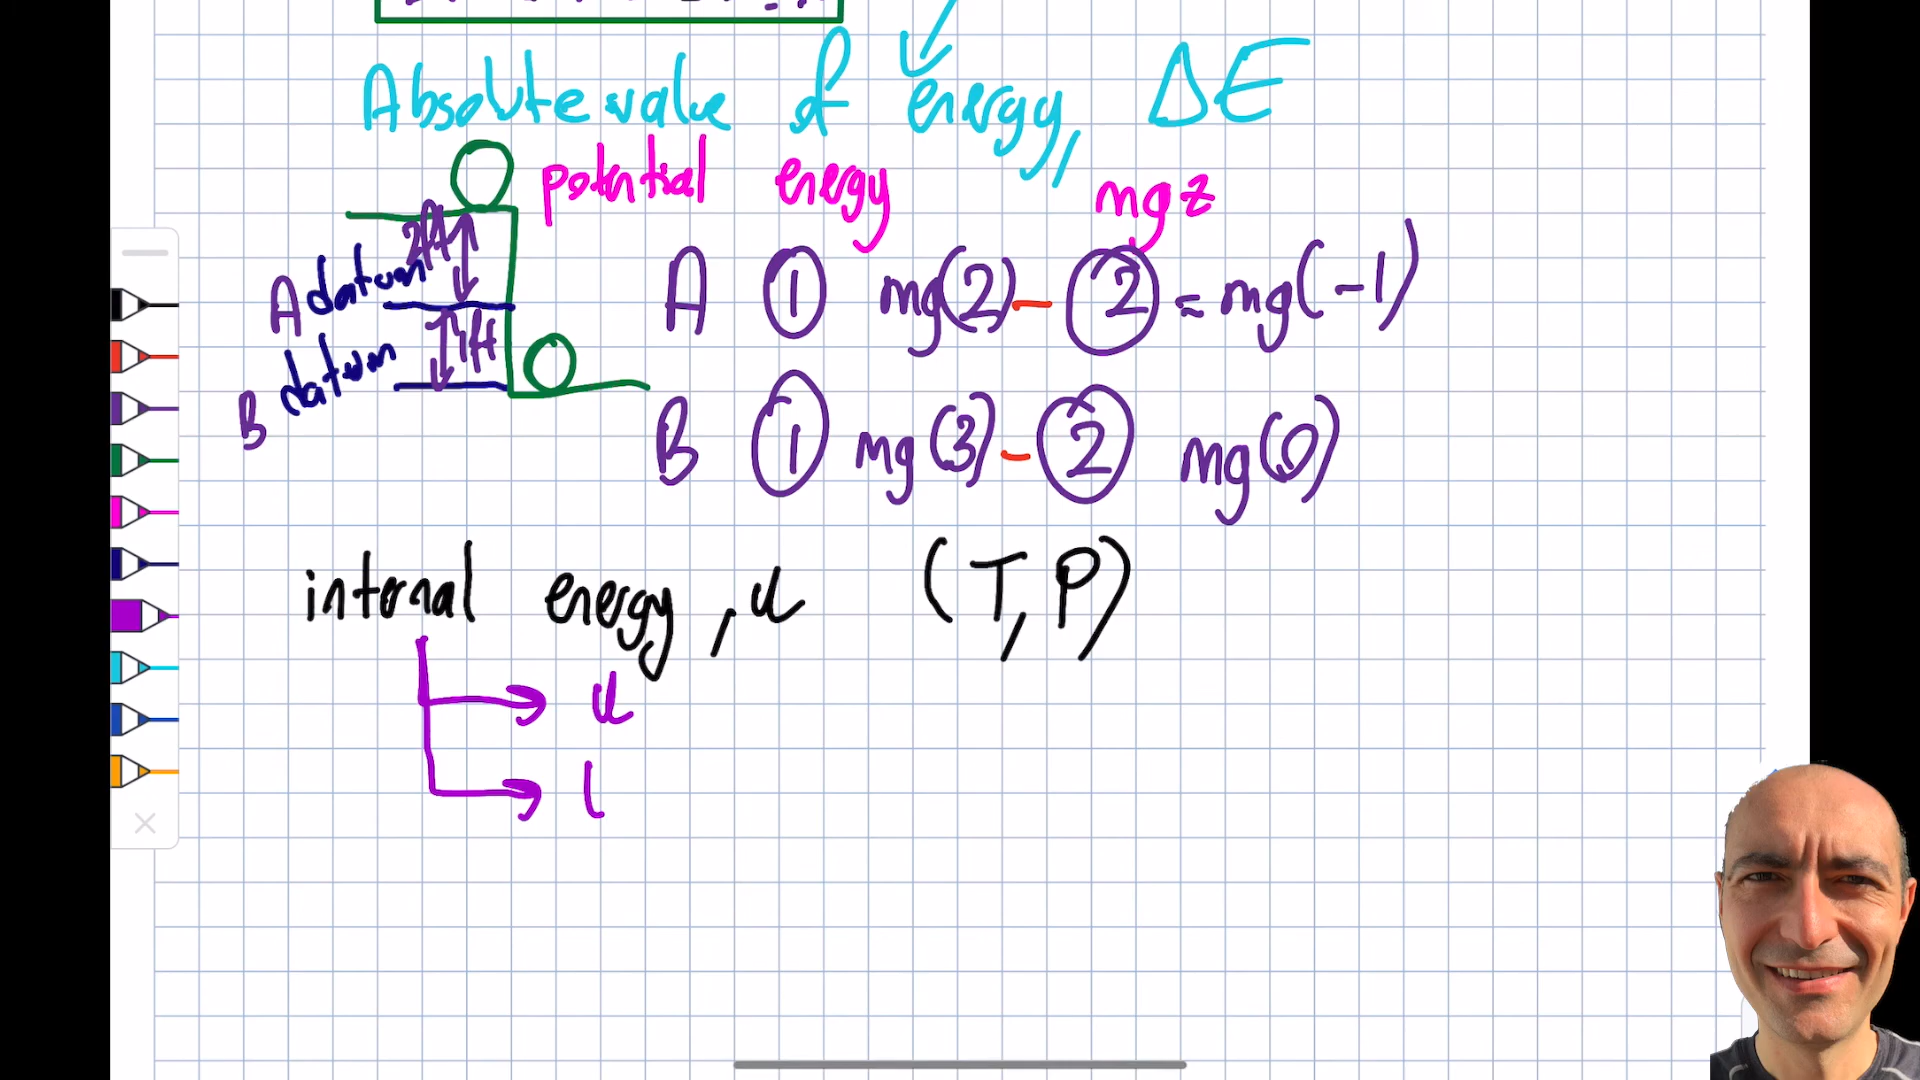 Absolute value of energy, ΔE
potential energy mgz
2ft
A datum
1ft
B datum
A ① mg(2) - ② = mg(-1)
B ① mg(3) - ② mg(0)
internal energy, u (T, P)
u